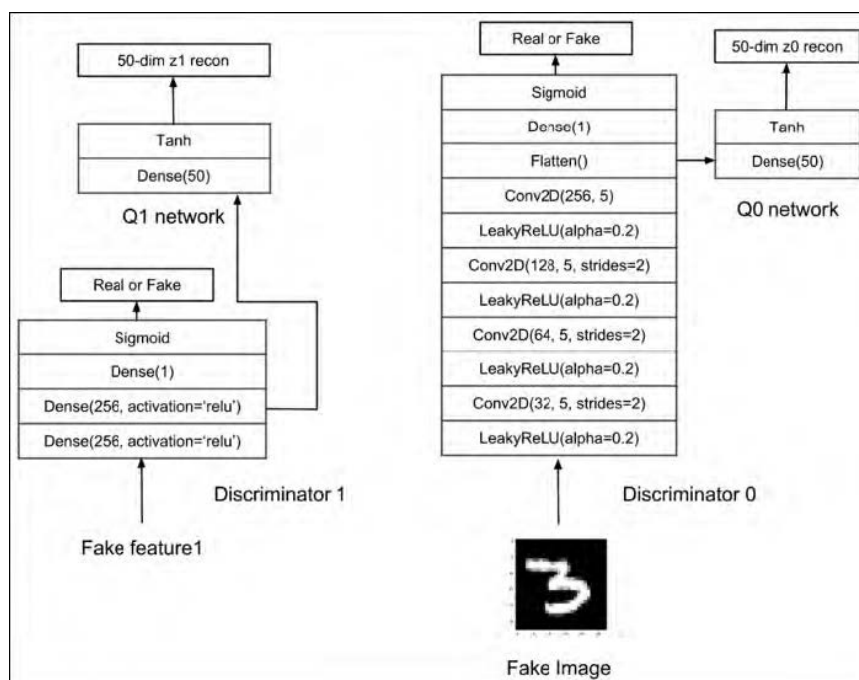 50-dim z1 recon
Tanh
Dense(50)
Q1 network
Real or Fake
Sigmoid
Dense(1)
Dense(256, activation='relu')
Dense(256, activation='relu')
Discriminator 1
Fake feature1
Real or Fake
Sigmoid
Dense(1)
Flatten()
Conv2D(256, 5)
LeakyReLU(alpha=0.2)
Conv2D(128, 5, strides=2)
LeakyReLU(alpha=0.2)
Conv2D(64, 5, strides=2)
LeakyReLU(alpha=0.2)
Conv2D(32, 5, strides=2)
LeakyReLU(alpha=0.2)
Discriminator 0
50-dim z0 recon
Tanh
Dense(50)
Q0 network
3
Fake Image